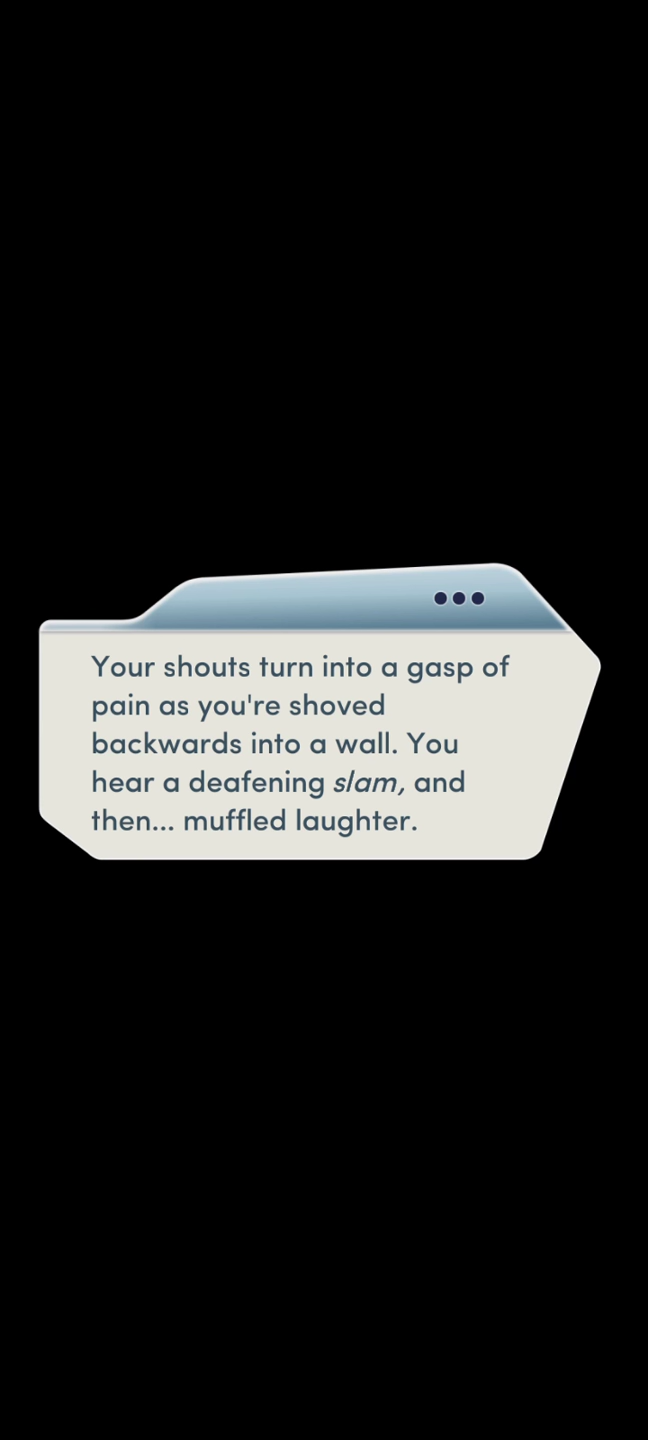 Your shouts turn into a gasp of
pain as you're shoved
backwards into a wall. You
hear a deafening slam, and
then... muffled laughter.